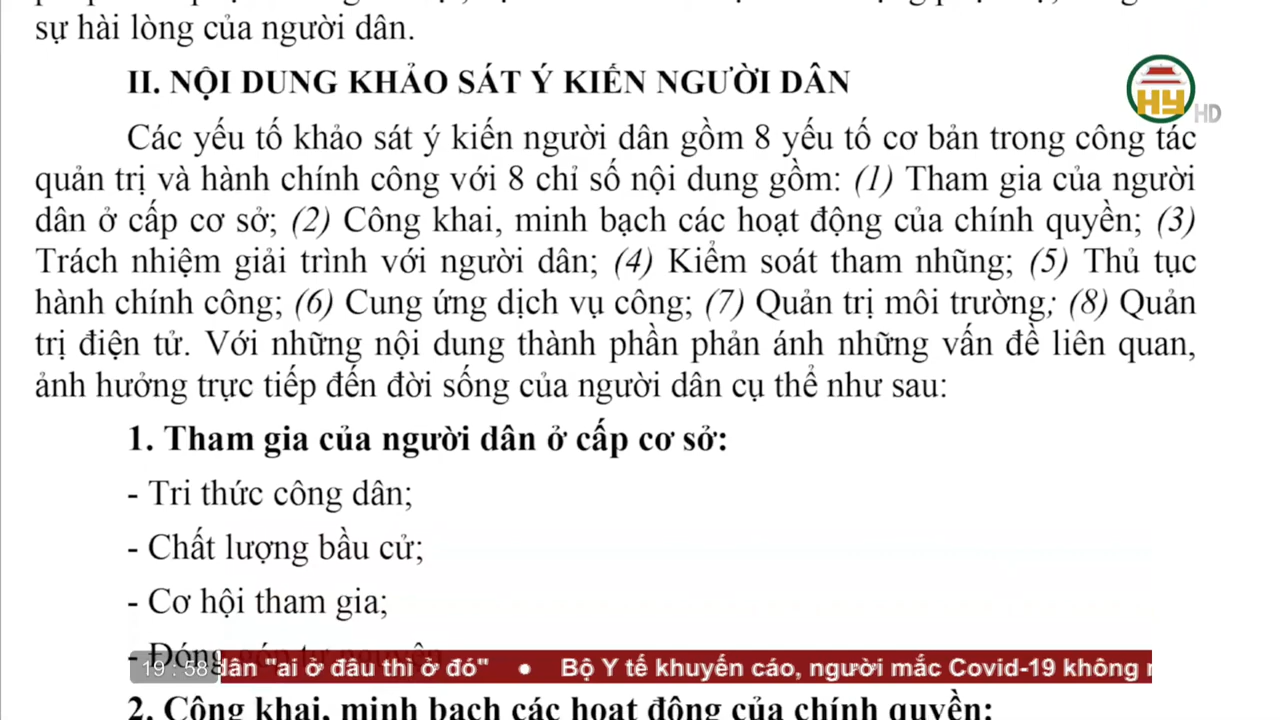 sự hài lòng của người dân.
II. NỘI DUNG KHẢO SÁT Ý KIẾN NGƯỜI DÂN
HY HD
Các yếu tố khảo sát ý kiến người dân gồm 8 yếu tố cơ bản trong công tác
quản trị và hành chính công với 8 chỉ số nội dung gồm: (1) Tham gia của người
dân ở cấp cơ sở; (2) Công khai, minh bạch các hoạt động của chính quyền; (3)
Trách nhiệm giải trình với người dân; (4) Kiểm soát tham nhũng; (5) Thủ tục
hành chính công; (6) Cung ứng dịch vụ công; (7) Quản trị môi trường; (8) Quản
trị điện tử. Với những nội dung thành phần phản ánh những vấn đề liên quan,
ảnh hưởng trực tiếp đến đời sống của người dân cụ thể như sau:
1. Tham gia của người dân ở cấp cơ sở:
- Tri thức công dân;
- Chất lượng bầu cử;
- Cơ hội tham gia;
- Đóng
19 : 58 dân "ai ở đâu thì ở đó" • Bộ Y tế khuyến cáo, người mắc Covid-19 không
2. Công khai, minh bạch các hoạt động của chính quyền: